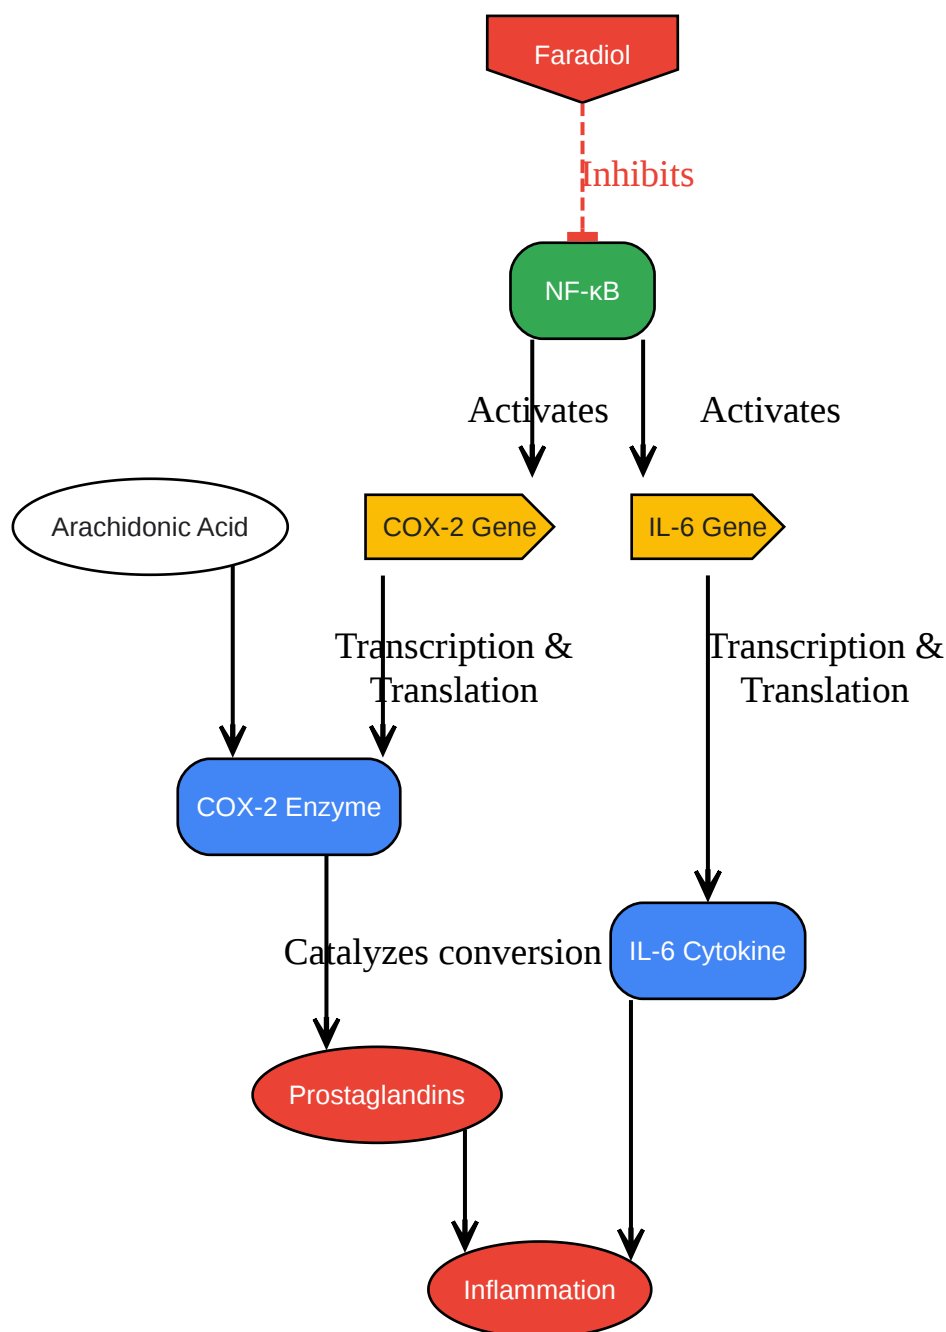 Faradiol
Inhibits
NF-κB
Activates
Activates
Arachidonic Acid
COX-2 Gene
IL-6 Gene
Transcription &
Translation
Transcription &
Translation
COX-2 Enzyme
Catalyzes conversion
IL-6 Cytokine
Prostaglandins
Inflammation